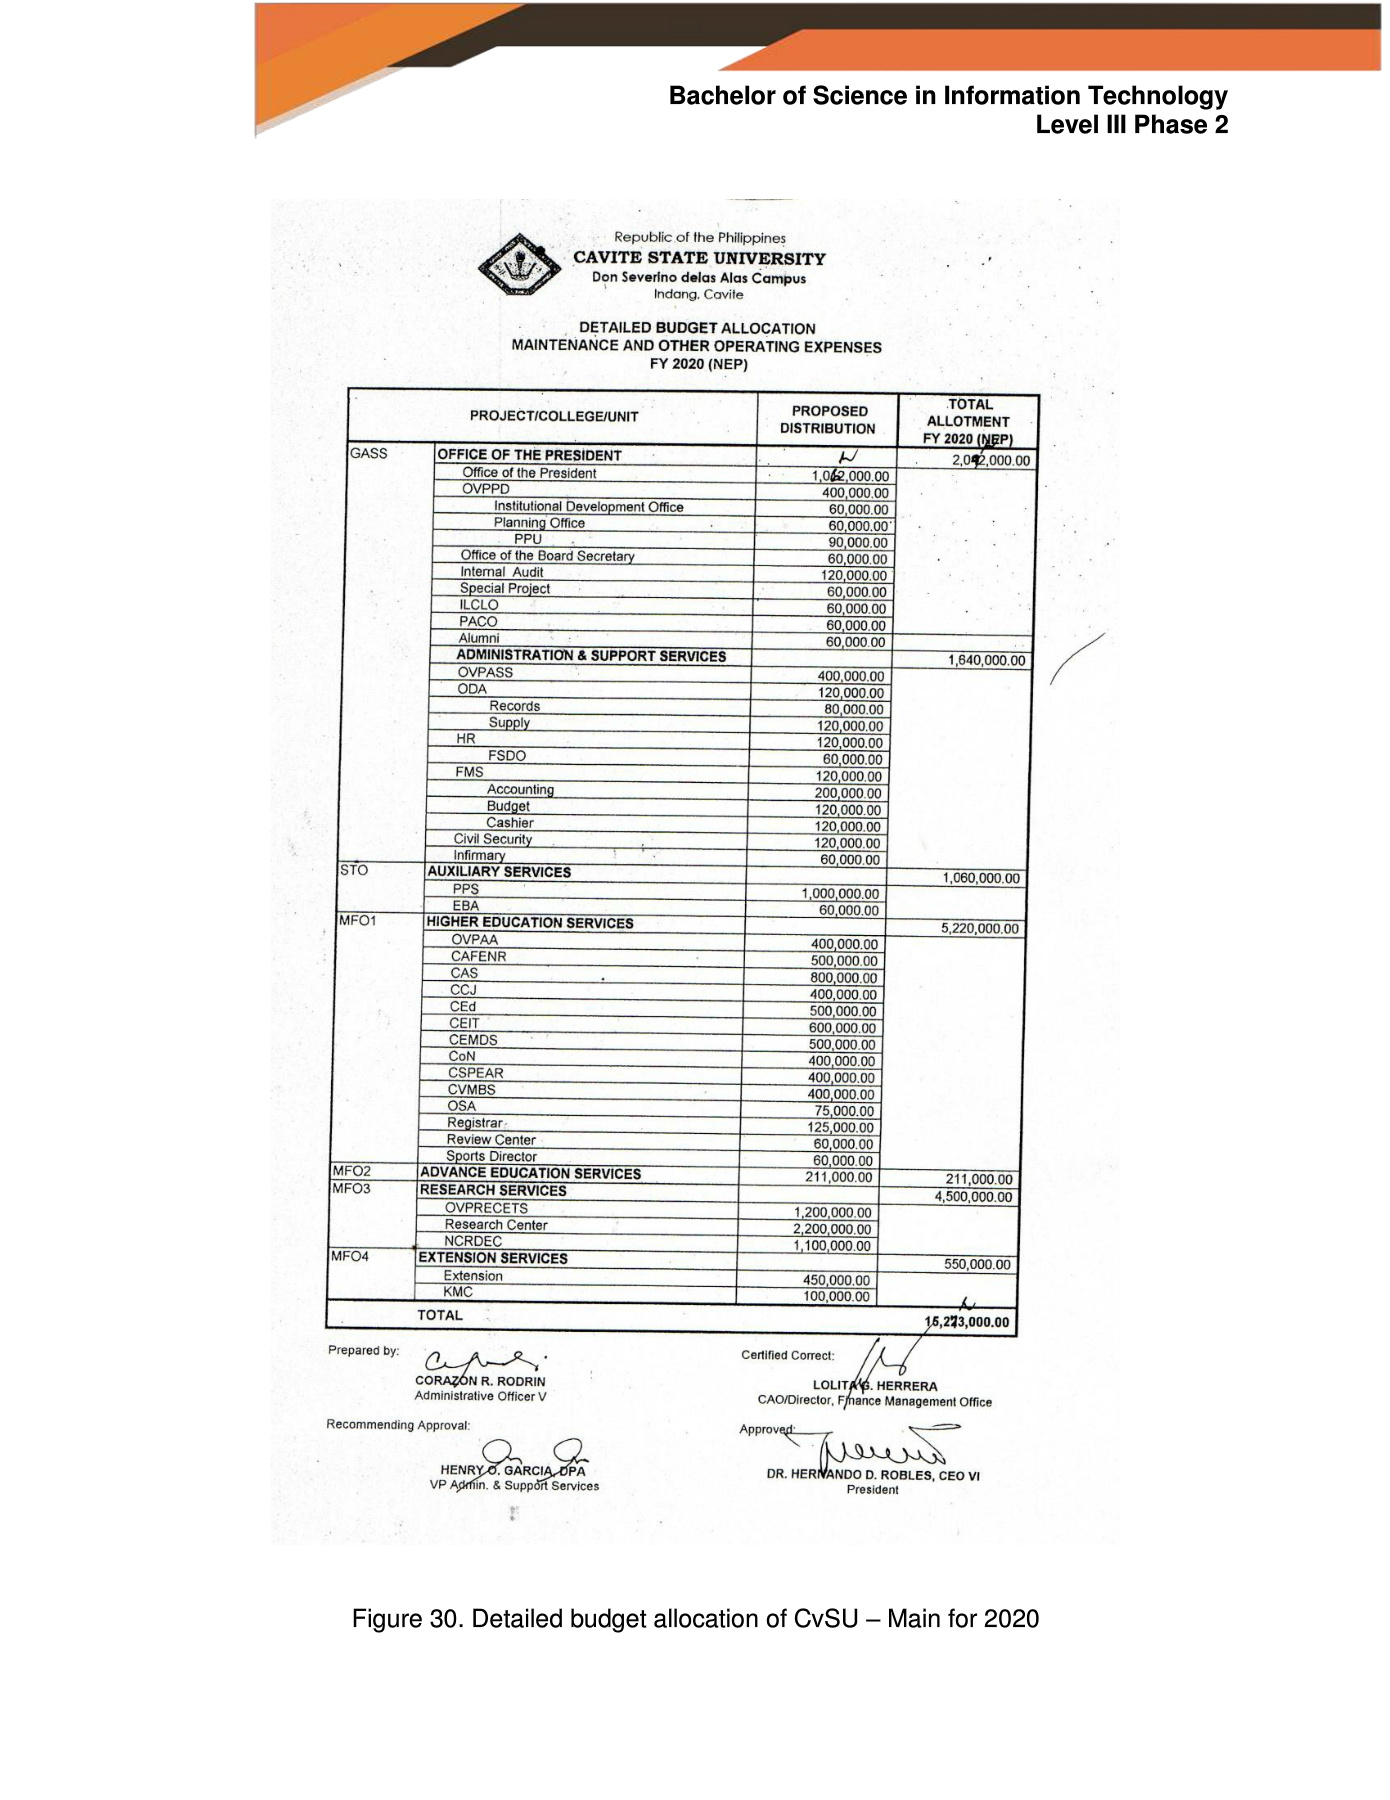 Bachelor of Science in Information Technology
Level III Phase 2
Republic of the Philippines
CAVITE STATE UNIVERSITY
Don Severino delas Alas Campus
Indang, Cavite
DETAILED BUDGET ALLOCATION
MAINTENANCE AND OTHER OPERATING EXPENSES
FY 2020 (NEP)
PROJECT/COLLEGE/UNIT PROPOSED DISTRIBUTION TOTAL ALLOTMENT FY 2020 (NEP)
GASS OFFICE OF THE PRESIDENT 2,092,000.00
Office of the President 1,062,000.00
OVPPD 400,000.00
Institutional Development Office 60,000.00
Planning Office 60,000.00
PPU 90,000.00
Office of the Board Secretary 60,000.00
Internal Audit 120,000.00
Special Project 60,000.00
ILCLO 60,000.00
PACO 60,000.00
Alumni 60,000.00
ADMINISTRATION & SUPPORT SERVICES 1,640,000.00
OVPASS 400,000.00
ODA 120,000.00
Records 80,000.00
Supply 120,000.00
HR 120,000.00
FSDO 60,000.00
FMS 120,000.00
Accounting 200,000.00
Budget 120,000.00
Cashier 120,000.00
Civil Security 120,000.00
Infirmary 60,000.00
STO AUXILIARY SERVICES 1,060,000.00
PPS 1,000,000.00
EBA 60,000.00
MFO1 HIGHER EDUCATION SERVICES 5,220,000.00
OVPAA 400,000.00
CAFENR 500,000.00
CAS 800,000.00
CCJ 400,000.00
CEd 500,000.00
CEIT 600,000.00
CEMDS 500,000.00
CoN 400,000.00
CSPEAR 400,000.00
CVMBS 400,000.00
OSA 75,000.00
Registrar 125,000.00
Review Center 60,000.00
Sports Director 60,000.00
MFO2 ADVANCE EDUCATION SERVICES 211,000.00 211,000.00
MFO3 RESEARCH SERVICES 4,500,000.00
OVPRECETS 1,200,000.00
Research Center 2,200,000.00
NCRDEC 1,100,000.00
MFO4 EXTENSION SERVICES 550,000.00
Extension 450,000.00
KMC 100,000.00
TOTAL 15,273,000.00
Prepared by: Certified Correct:
CORAZON R. RODRIN LOLITA G. HERRERA
Administrative Officer V CAO/Director, Finance Management Office
Recommending Approval: Approved:
HENRY O. GARCIA, DPA DR. HERNANDO D. ROBLES, CEO VI
VP Admin. & Support Services President
Figure 30. Detailed budget allocation of CvSU – Main for 2020